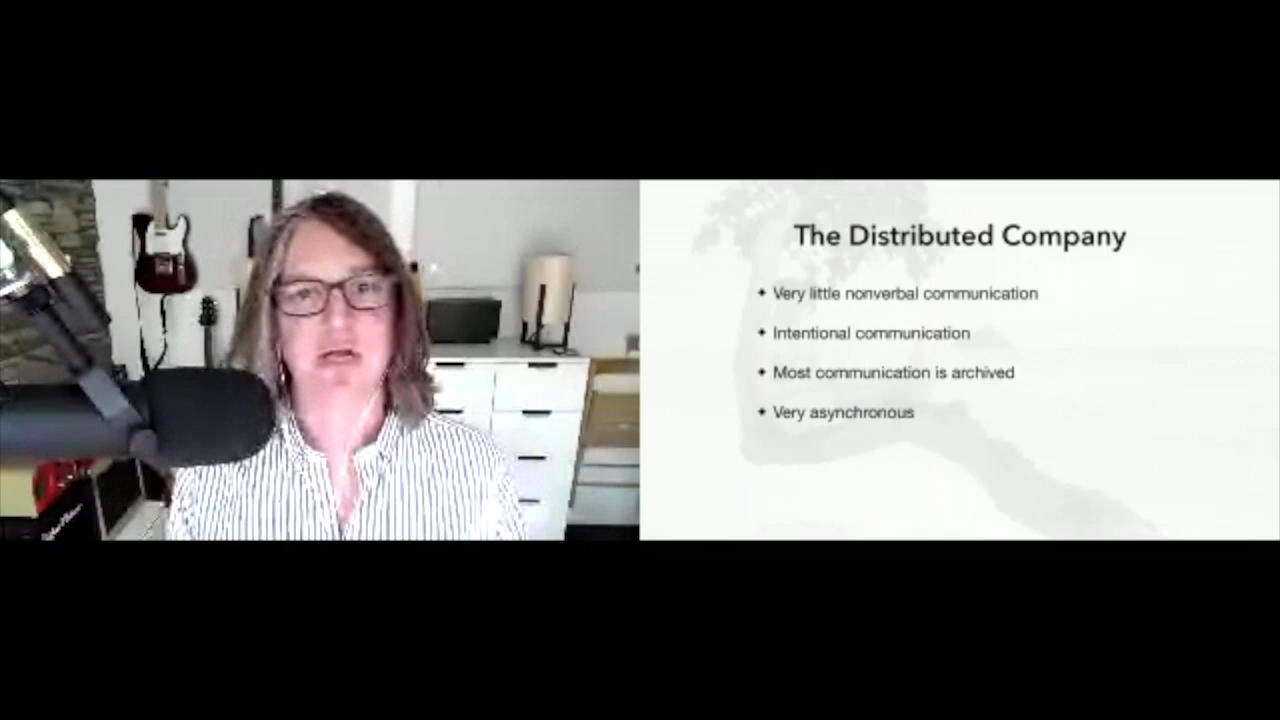 The Distributed Company
✦ Very little nonverbal communication
✦ Intentional communication
✦ Most communication is archived
✦ Very asynchronous